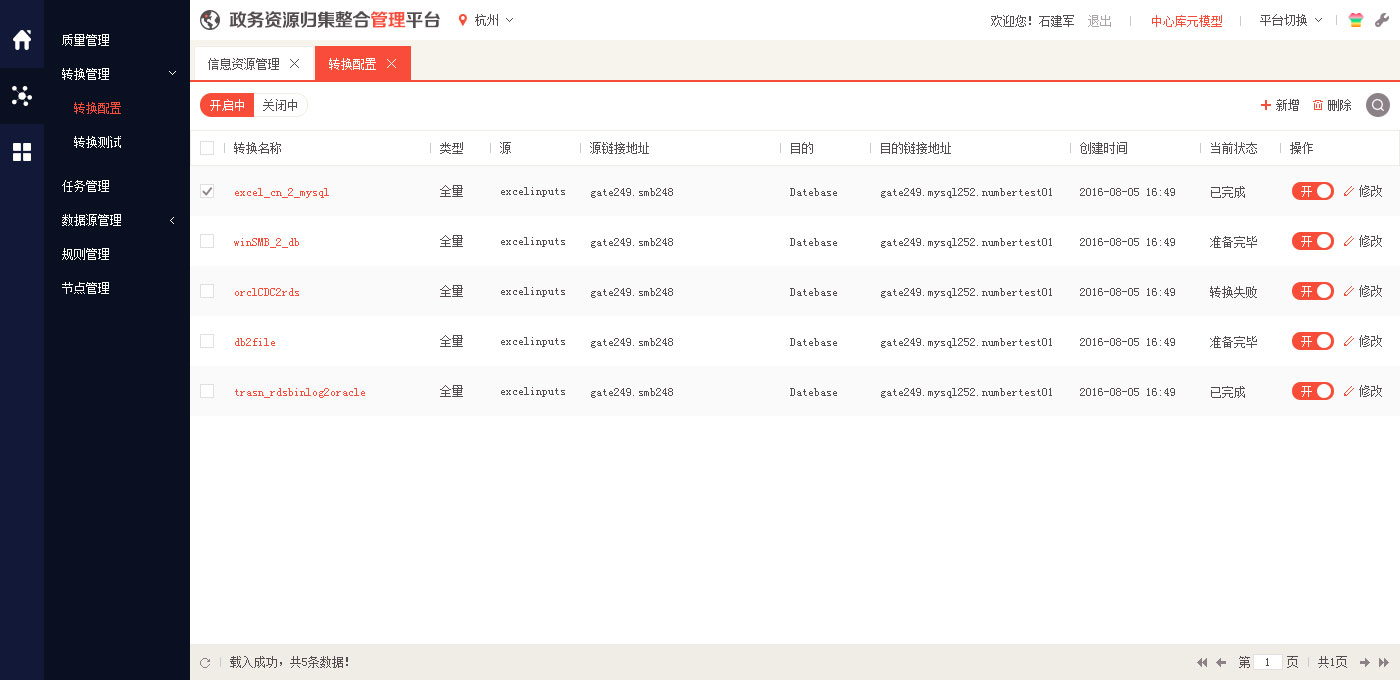 政务资源归集整合管理平台 杭州 欢迎您！石建军 退出 中心库元模型 平台切换
质量管理
转换管理
转换配置
转换测试
任务管理
数据源管理
规则管理
节点管理
信息资源管理 转换配置
开启中 关闭中 新增 删除
转换名称 类型 源 源链接地址 目的 目的链接地址 创建时间 当前状态 操作
excel_cn_2_mysql 全量 excelinputs gate249.smb248 Datebase gate249.mysql252.numbertest01 2016-08-05 16:49 已完成 开 修改
winSMB_2_db 全量 excelinputs gate249.smb248 Datebase gate249.mysql252.numbertest01 2016-08-05 16:49 准备完毕 开 修改
orclCDC2rds 全量 excelinputs gate249.smb248 Datebase gate249.mysql252.numbertest01 2016-08-05 16:49 转换失败 开 修改
db2file 全量 excelinputs gate249.smb248 Datebase gate249.mysql252.numbertest01 2016-08-05 16:49 准备完毕 开 修改
trasn_rdsbinlog2oracle 全量 excelinputs gate249.smb248 Datebase gate249.mysql252.numbertest01 2016-08-05 16:49 已完成 开 修改
载入成功，共5条数据！ 第 1 页 共1页